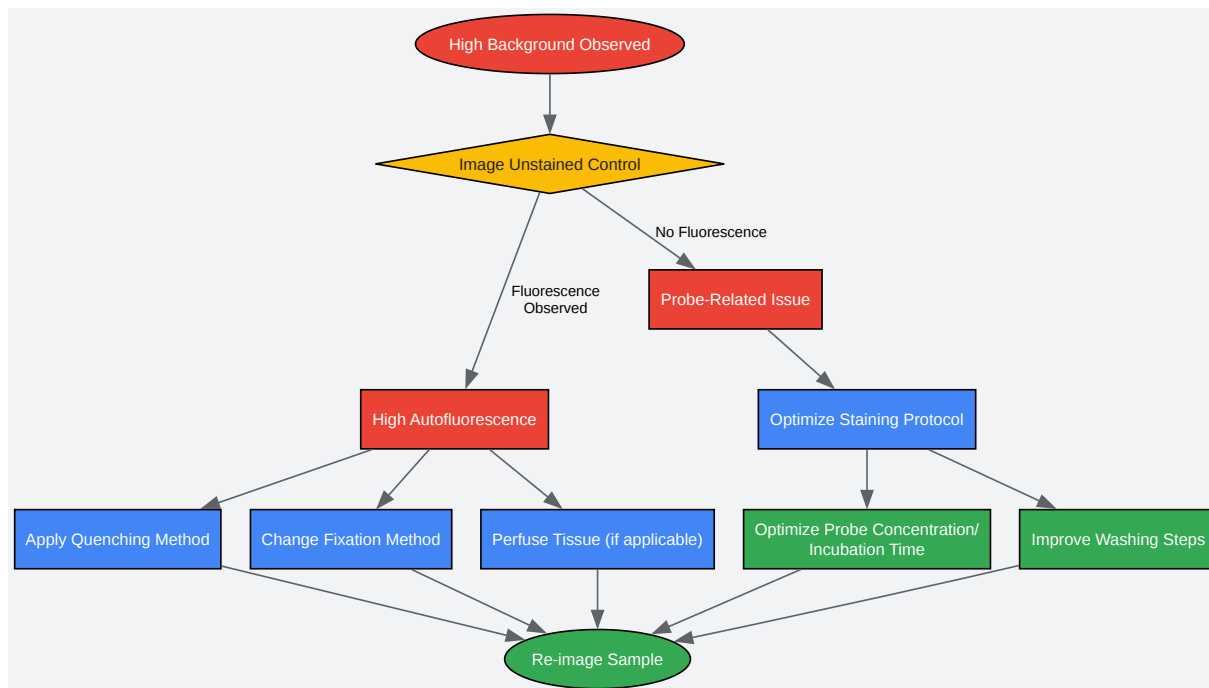 High Background Observed
Image Unstained Control
No Fluorescence
Fluorescence
Observed
Probe-Related Issue
High Autofluorescence
Optimize Staining Protocol
Apply Quenching Method
Change Fixation Method
Perfuse Tissue (if applicable)
Optimize Probe Concentration/
Incubation Time
Improve Washing Steps
Re-image Sample